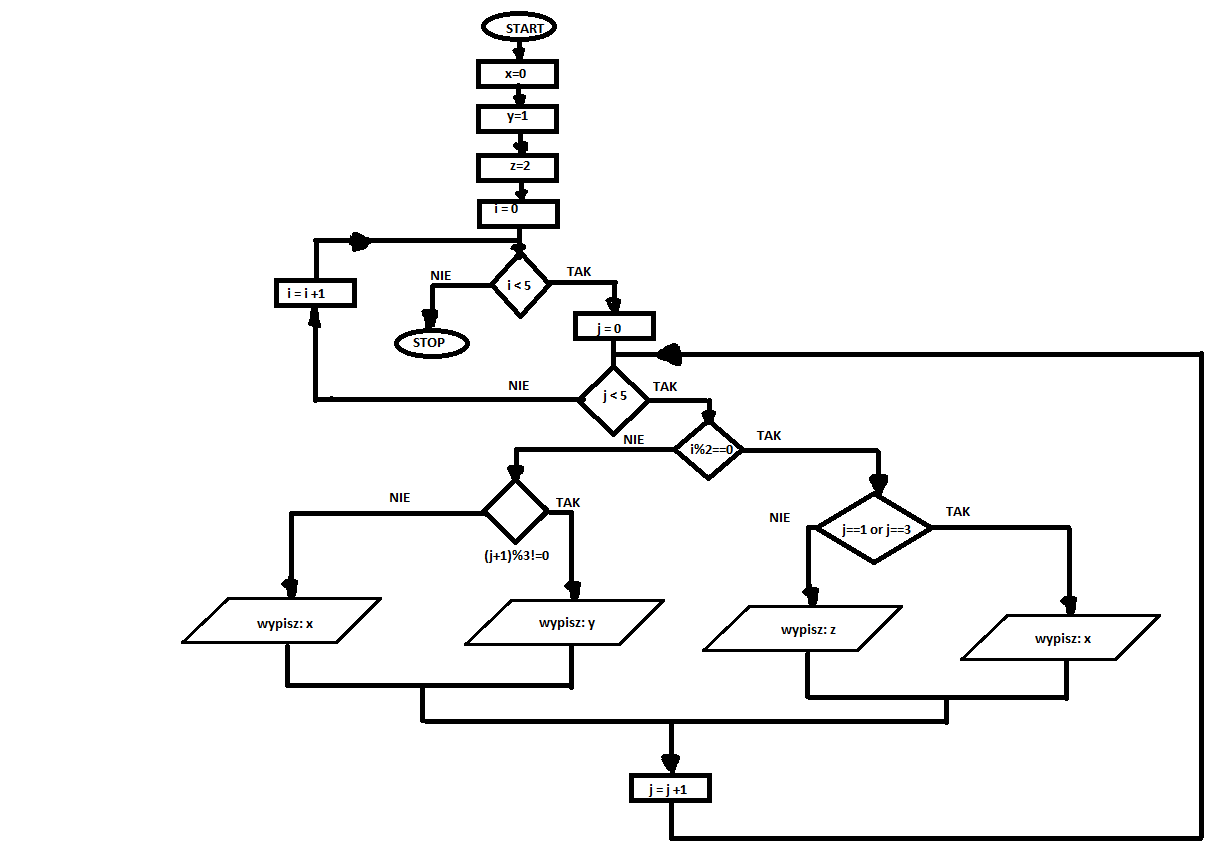 START
x=0
y=1
z=2
i = 0
NIE
i < 5
TAK
i = i +1
STOP
j = 0
NIE
j < 5
TAK
NIE
i%2==0
TAK
NIE
TAK
(j+1)%3!=0
NIE
j==1 or j==3
TAK
wypisz: x
wypisz: y
wypisz: z
wypisz: x
j = j +1